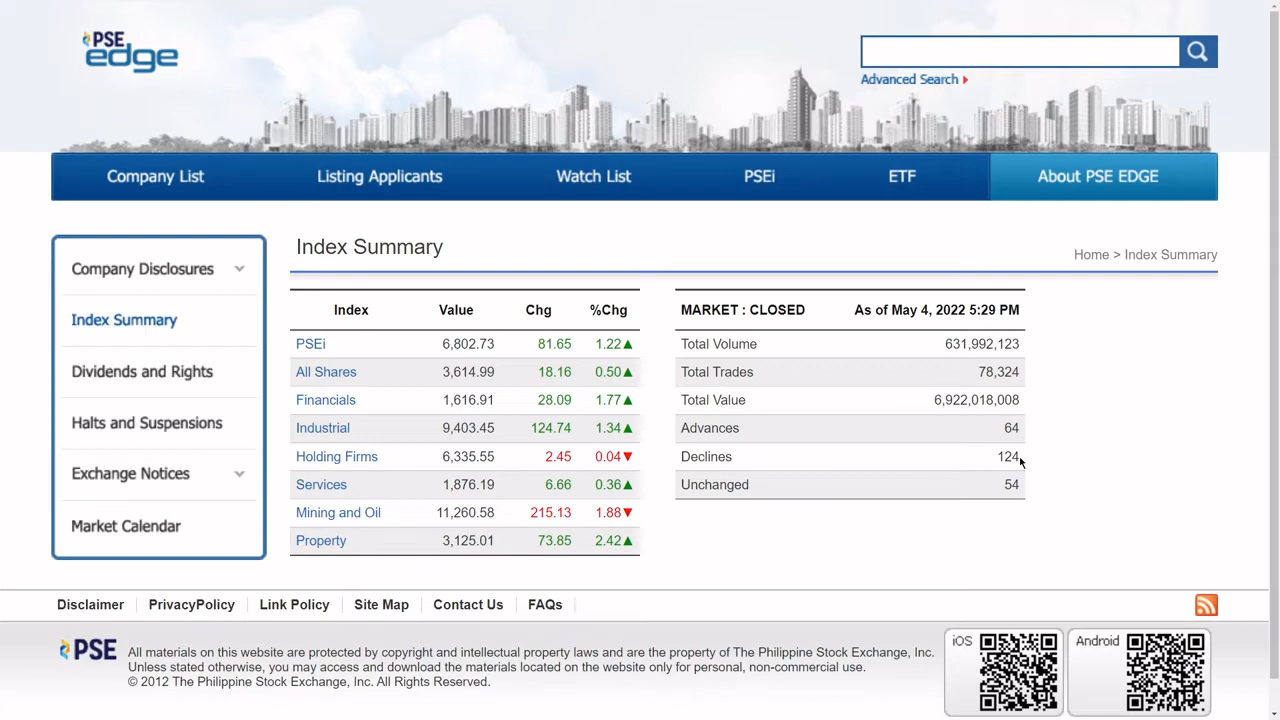 PSE
edge
Advanced Search
Company List Listing Applicants Watch List PSEi ETF About PSE EDGE
Company Disclosures
Index Summary
Dividends and Rights
Halts and Suspensions
Exchange Notices
Market Calendar
Index Summary
Home > Index Summary
Index Value Chg %Chg
PSEi 6,802.73 81.65 1.22▲
All Shares 3,614.99 18.16 0.50▲
Financials 1,616.91 28.09 1.77▲
Industrial 9,403.45 124.74 1.34▲
Holding Firms 6,335.55 2.45 0.04▼
Services 1,876.19 6.66 0.36▲
Mining and Oil 11,260.58 215.13 1.88▼
Property 3,125.01 73.85 2.42▲
MARKET : CLOSED As of May 4, 2022 5:29 PM
Total Volume 631,992,123
Total Trades 78,324
Total Value 6,922,018,008
Advances 64
Declines 124
Unchanged 54
Disclaimer PrivacyPolicy Link Policy Site Map Contact Us FAQs
PSE
All materials on this website are protected by copyright and intellectual property laws and are the property of The Philippine Stock Exchange, Inc.
Unless stated otherwise, you may access and download the materials located on the website only for personal, non-commercial use.
© 2012 The Philippine Stock Exchange, Inc. All Rights Reserved.
iOS
Android